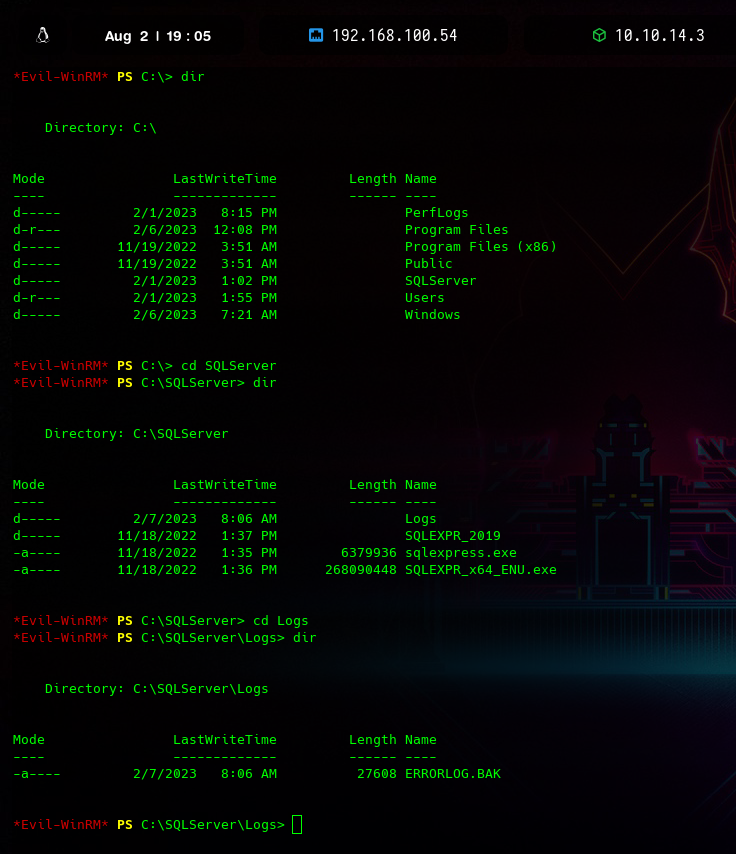 Aug 2 | 19:05 192.168.100.54 10.10.14.3
*Evil-WinRM* PS C:\> dir
Directory: C:\
Mode LastWriteTime Length Name
---- ------------- ------ ----
d----- 2/1/2023 8:15 PM PerfLogs
d-r--- 2/6/2023 12:08 PM Program Files
d----- 11/19/2022 3:51 AM Program Files (x86)
d----- 11/19/2022 3:51 AM Public
d----- 2/1/2023 1:02 PM SQLServer
d-r--- 2/1/2023 1:55 PM Users
d----- 2/6/2023 7:21 AM Windows
*Evil-WinRM* PS C:\> cd SQLServer
*Evil-WinRM* PS C:\SQLServer> dir
Directory: C:\SQLServer
Mode LastWriteTime Length Name
---- ------------- ------ ----
d----- 2/7/2023 8:06 AM Logs
d----- 11/18/2022 1:37 PM SQLEXPR_2019
-a---- 11/18/2022 1:35 PM 6379936 sqlexpress.exe
-a---- 11/18/2022 1:36 PM 268090448 SQLEXPR_x64_ENU.exe
*Evil-WinRM* PS C:\SQLServer> cd Logs
*Evil-WinRM* PS C:\SQLServer\Logs> dir
Directory: C:\SQLServer\Logs
Mode LastWriteTime Length Name
---- ------------- ------ ----
-a---- 2/7/2023 8:06 AM 27608 ERRORLOG.BAK
*Evil-WinRM* PS C:\SQLServer\Logs>